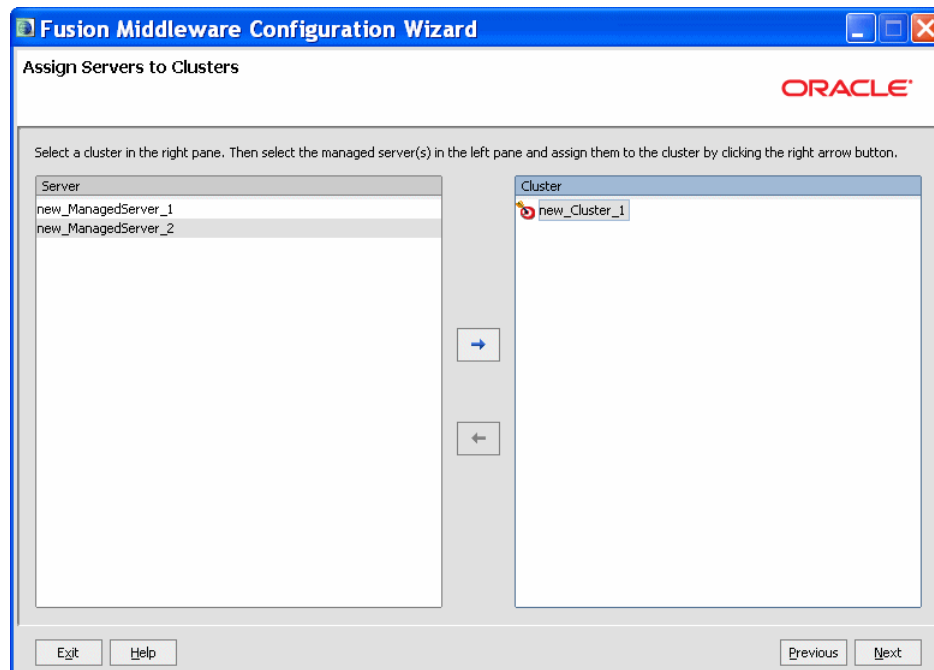 Fusion Middleware Configuration Wizard
Assign Servers to Clusters
ORACLE
Select a cluster in the right pane. Then select the managed server(s) in the left pane and assign them to the cluster by clicking the right arrow button.
Server
new_ManagedServer_1
new_ManagedServer_2
Cluster
new_Cluster_1
Exit
Help
Previous
Next